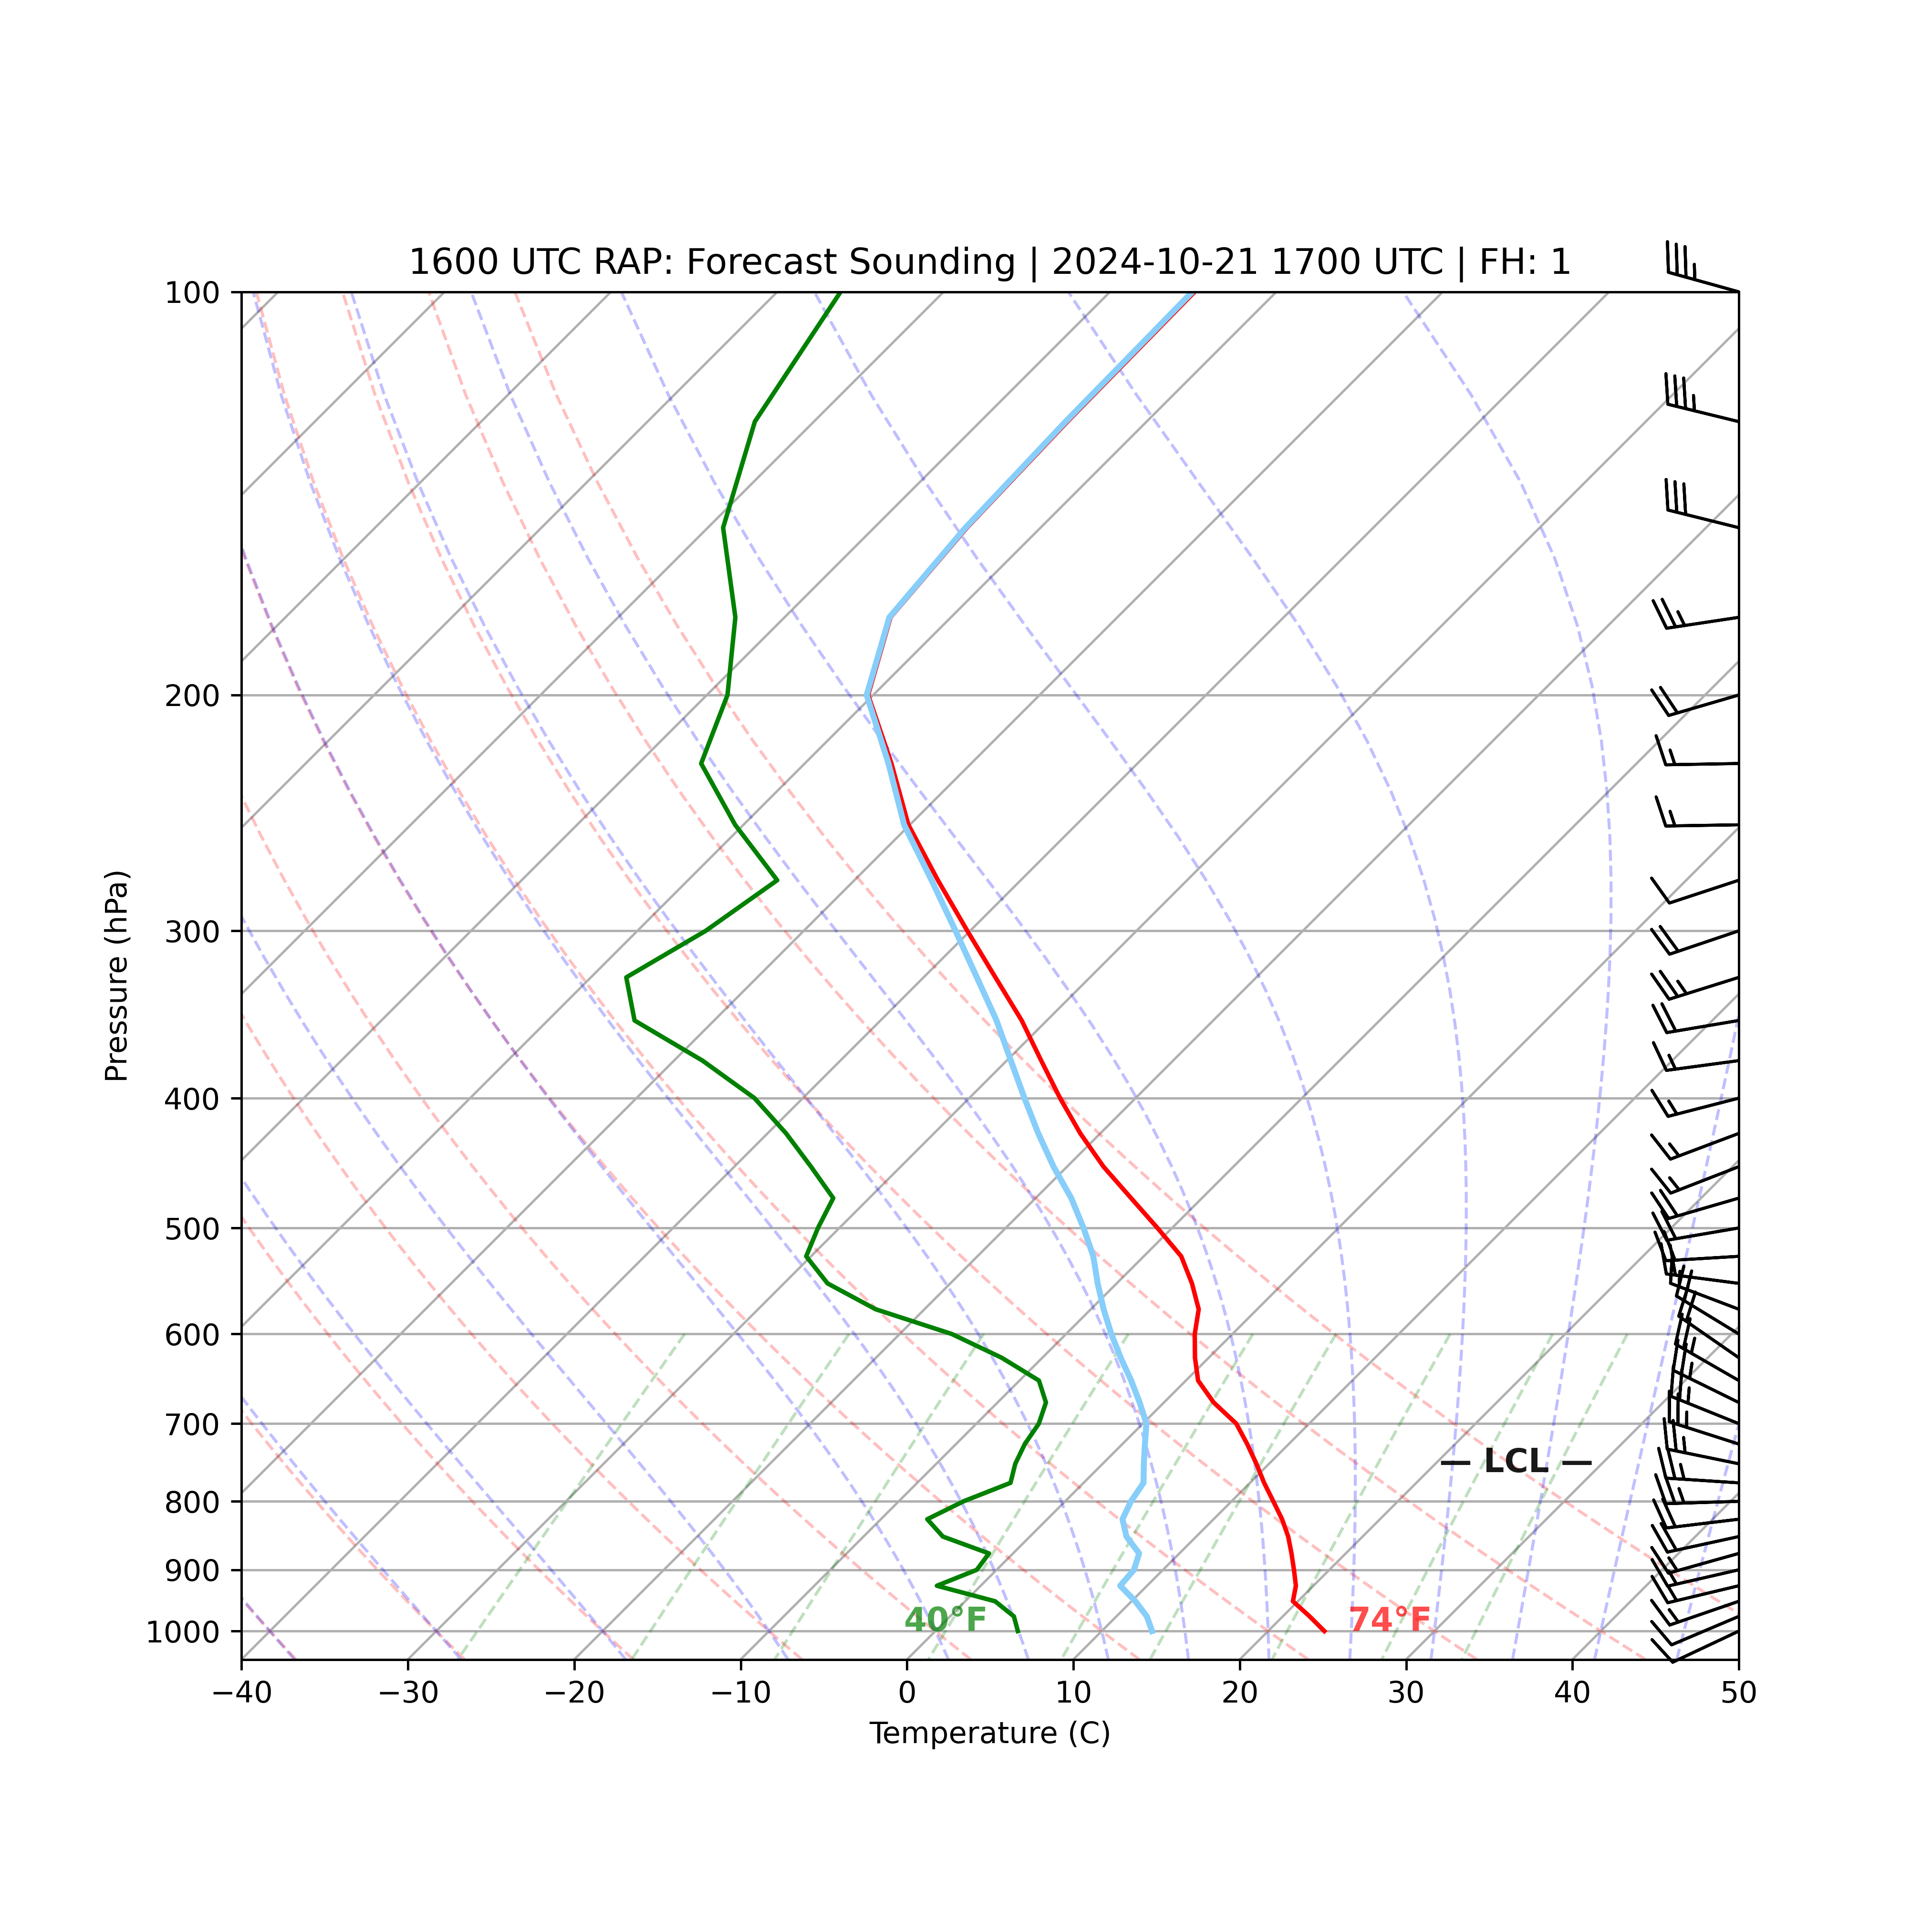 1600 UTC RAP: Forecast Sounding | 2024-10-21 1700 UTC | FH: 1
100
200
300
400
500
600
700
800
900
1000
Pressure (hPa)
— LCL —
40°F
74°F
−40 −30 −20 −10 0 10 20 30 40 50
Temperature (C)